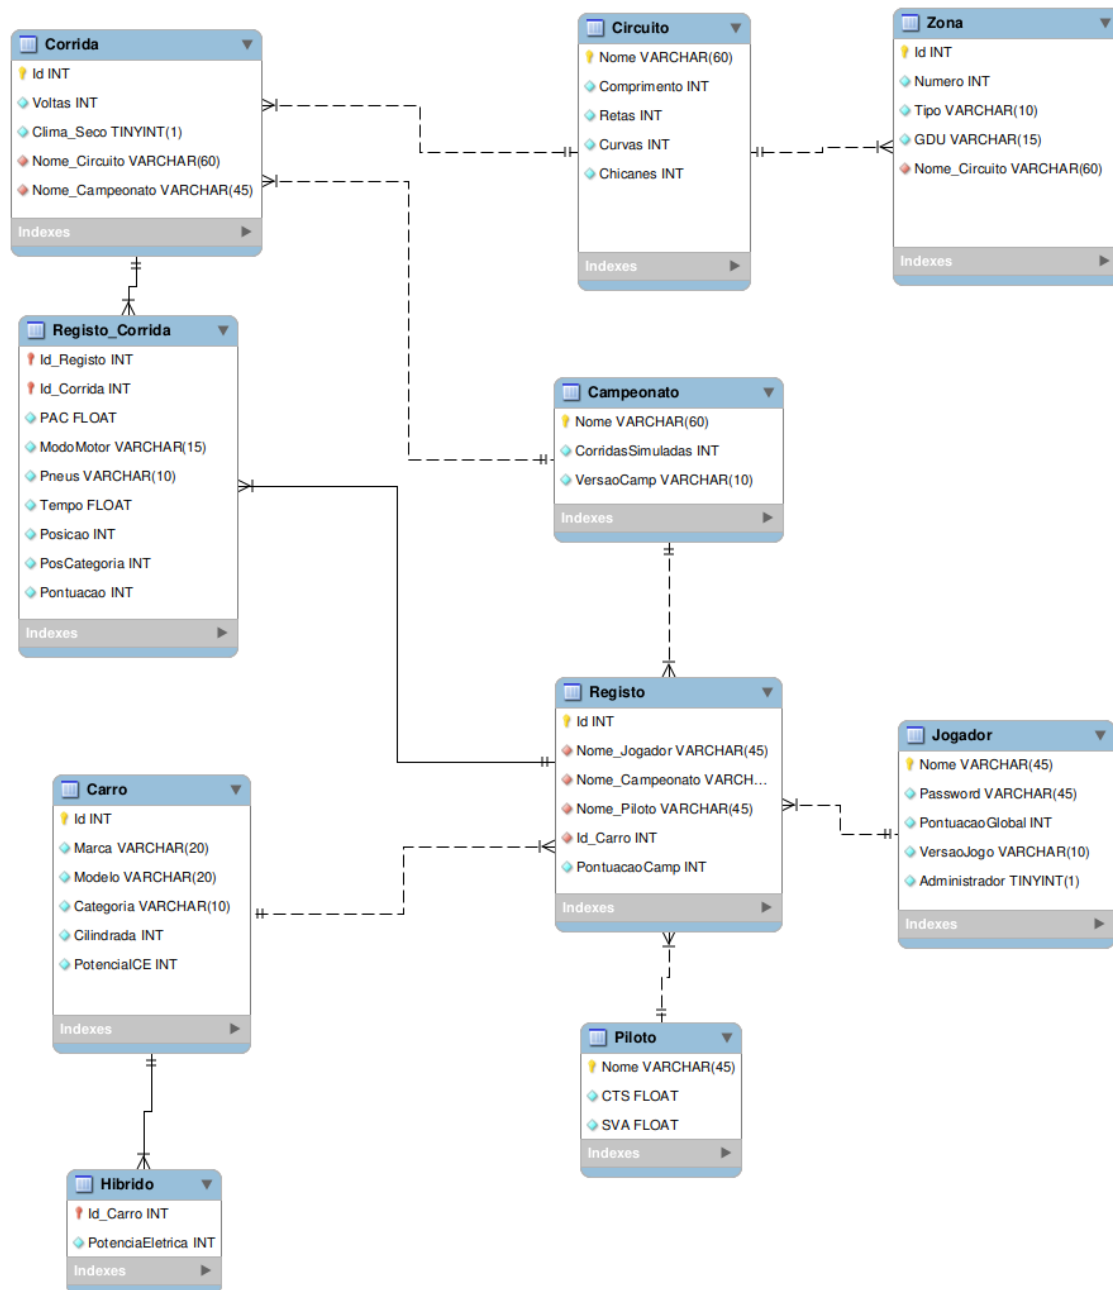 Corrida
Id INT
Voltas INT
Clima_Seco TINYINT(1)
Nome_Circuito VARCHAR(60)
Nome_Campeonato VARCHAR(45)
Indexes
Circuito
Nome VARCHAR(60)
Comprimento INT
Retas INT
Curvas INT
Chicanes INT
Indexes
Zona
Id INT
Numero INT
Tipo VARCHAR(10)
GDU VARCHAR(15)
Nome_Circuito VARCHAR(60)
Indexes
Registo_Corrida
Id_Registo INT
Id_Corrida INT
PAC FLOAT
ModoMotor VARCHAR(15)
Pneus VARCHAR(10)
Tempo FLOAT
Posicao INT
PosCategoria INT
Pontuacao INT
Indexes
Campeonato
Nome VARCHAR(60)
CorridasSimuladas INT
VersaoCamp VARCHAR(10)
Indexes
Registo
Id INT
Nome_Jogador VARCHAR(45)
Nome_Campeonato VARCH...
Nome_Piloto VARCHAR(45)
Id_Carro INT
PontuacaoCamp INT
Indexes
Jogador
Nome VARCHAR(45)
Password VARCHAR(45)
PontuacaoGlobal INT
VersaoJogo VARCHAR(10)
Administrador TINYINT(1)
Indexes
Carro
Id INT
Marca VARCHAR(20)
Modelo VARCHAR(20)
Categoria VARCHAR(10)
Cilindrada INT
PotenciaICE INT
Indexes
Piloto
Nome VARCHAR(45)
CTS FLOAT
SVA FLOAT
Indexes
Hibrido
Id_Carro INT
PotenciaEletrica INT
Indexes